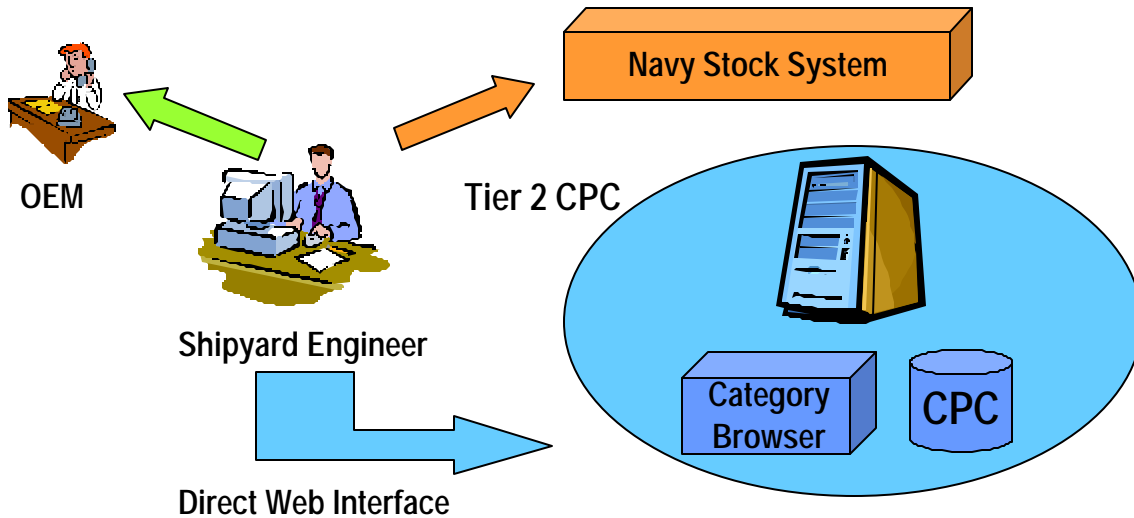 Navy Stock System
OEM
Tier 2 CPC
Shipyard Engineer
Category
Browser
CPC
Direct Web Interface